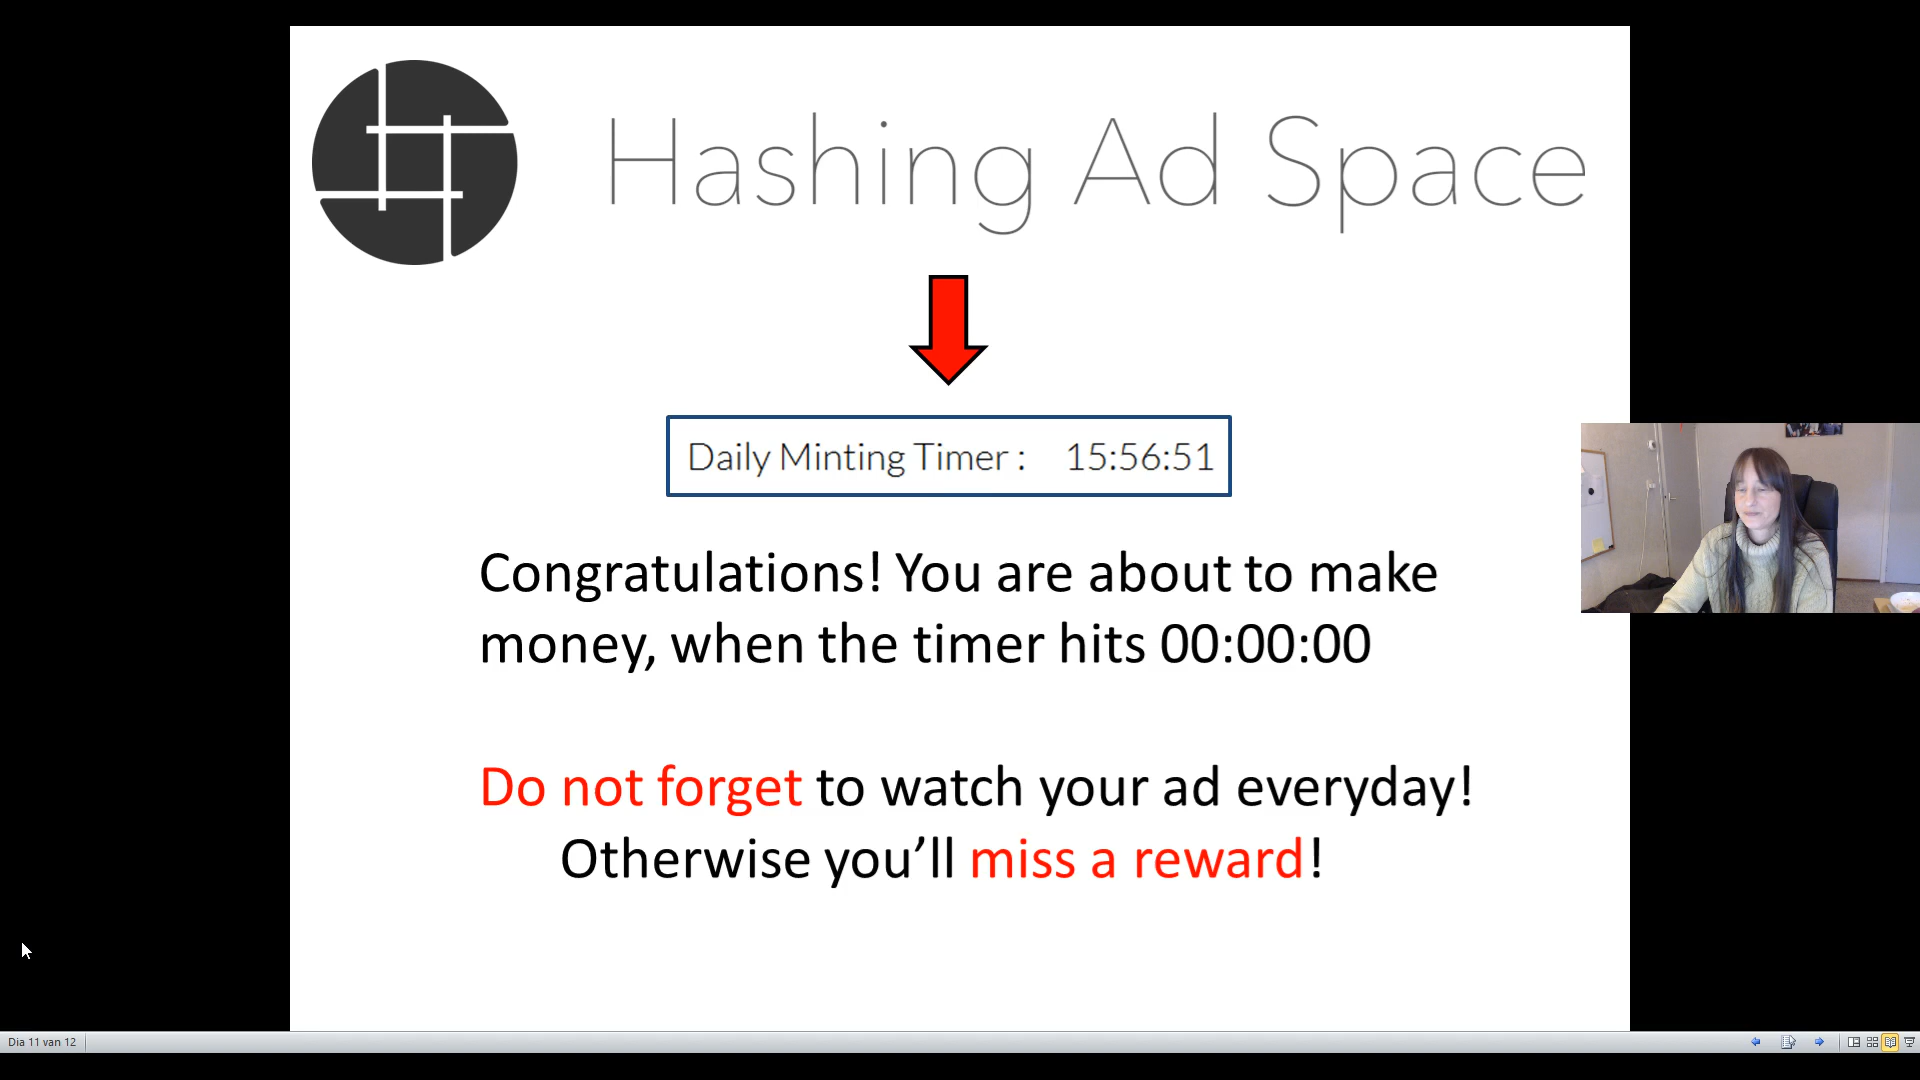 Hashing Ad Space
Daily Minting Timer : 15:56:51
Congratulations! You are about to make
money, when the timer hits 00:00:00
Do not forget to watch your ad everyday!
Otherwise you’ll miss a reward!
Dia 11 van 12